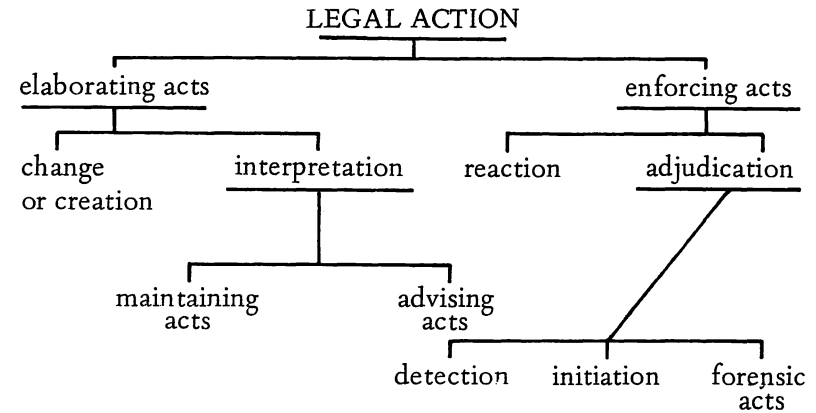 LEGAL ACTION
elaborating acts
enforcing acts
change
or creation
interpretation
reaction
adjudication
maintaining
acts
advising
acts
detection
initiation
forensic
acts